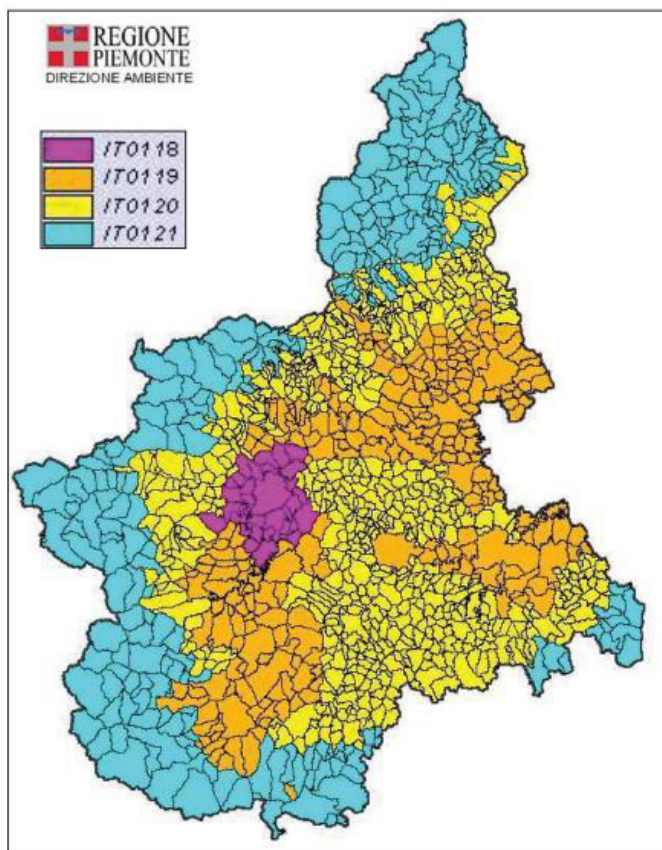 REGIONE
PIEMONTE
DIREZIONE AMBIENTE
IT0118
IT0119
IT0120
IT0121